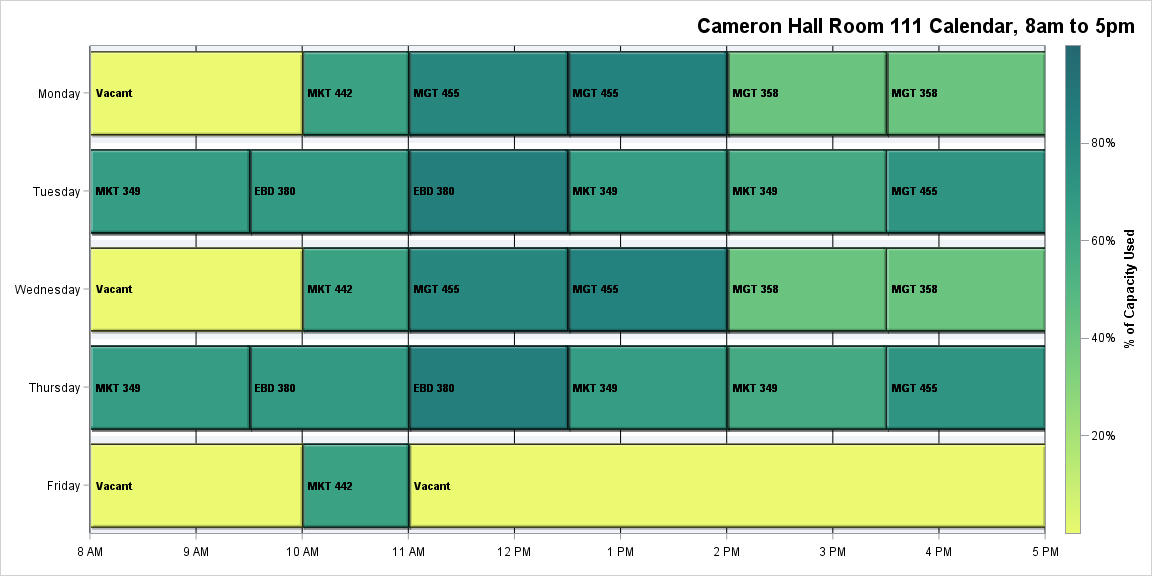 Cameron Hall Room 111 Calendar, 8am to 5pm
Monday
Vacant
MKT 442
MGT 455
MGT 455
MGT 358
MGT 358
Tuesday
MKT 349
EBD 380
EBD 380
MKT 349
MKT 349
MGT 455
Wednesday
Vacant
MKT 442
MGT 455
MGT 455
MGT 358
MGT 358
Thursday
MKT 349
EBD 380
EBD 380
MKT 349
MKT 349
MGT 455
Friday
Vacant
MKT 442
Vacant
8 AM
9 AM
10 AM
11 AM
12 PM
1 PM
2 PM
3 PM
4 PM
5 PM
80%
60%
40%
20%
% of Capacity Used